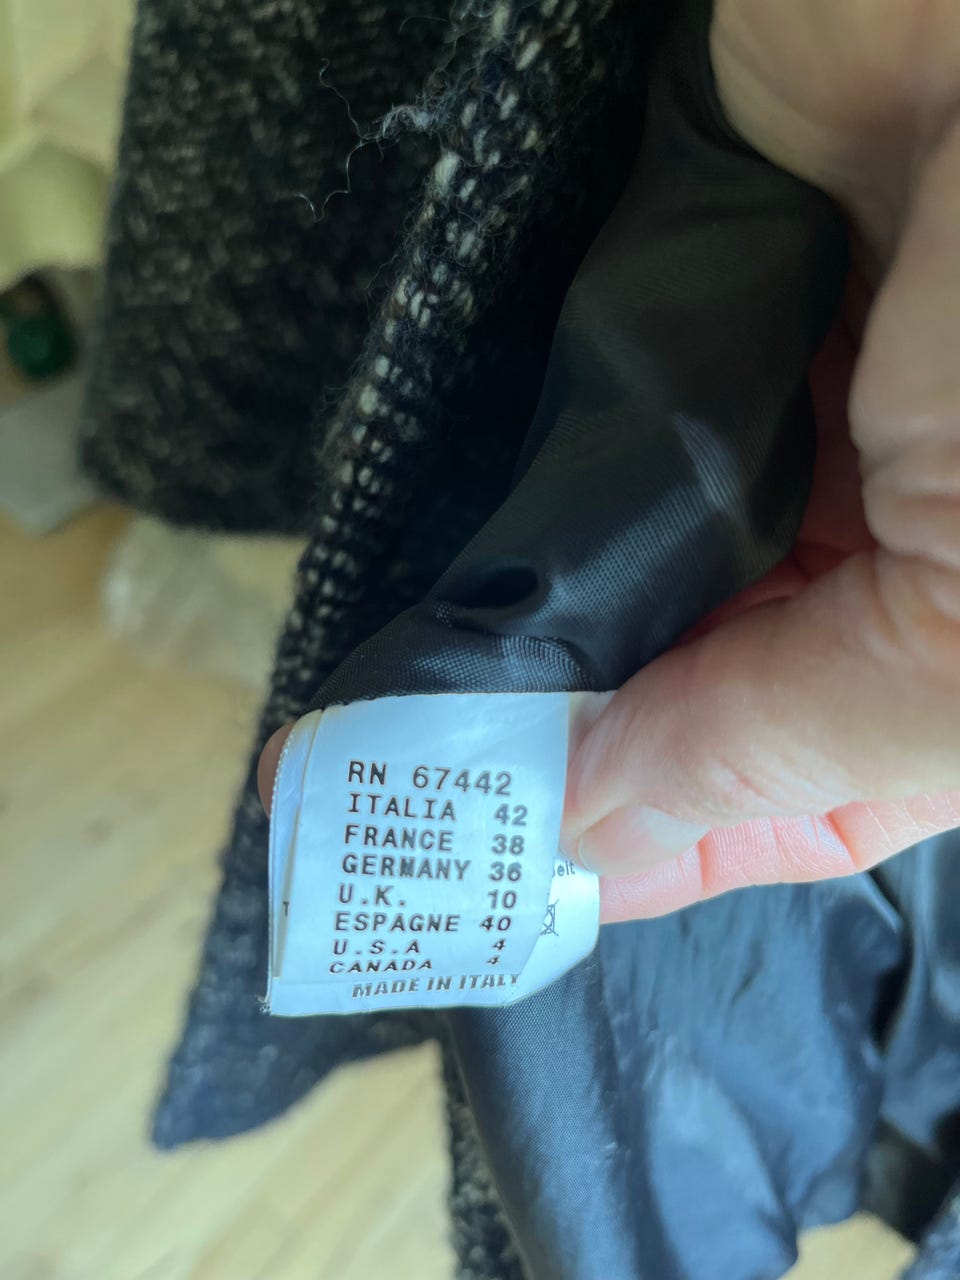 RN 67442
ITALIA 42
FRANCE 38
GERMANY 36
U.K. 10
ESPAGNE 40
U.S.A 4
CANADA 4
MADE IN ITALY